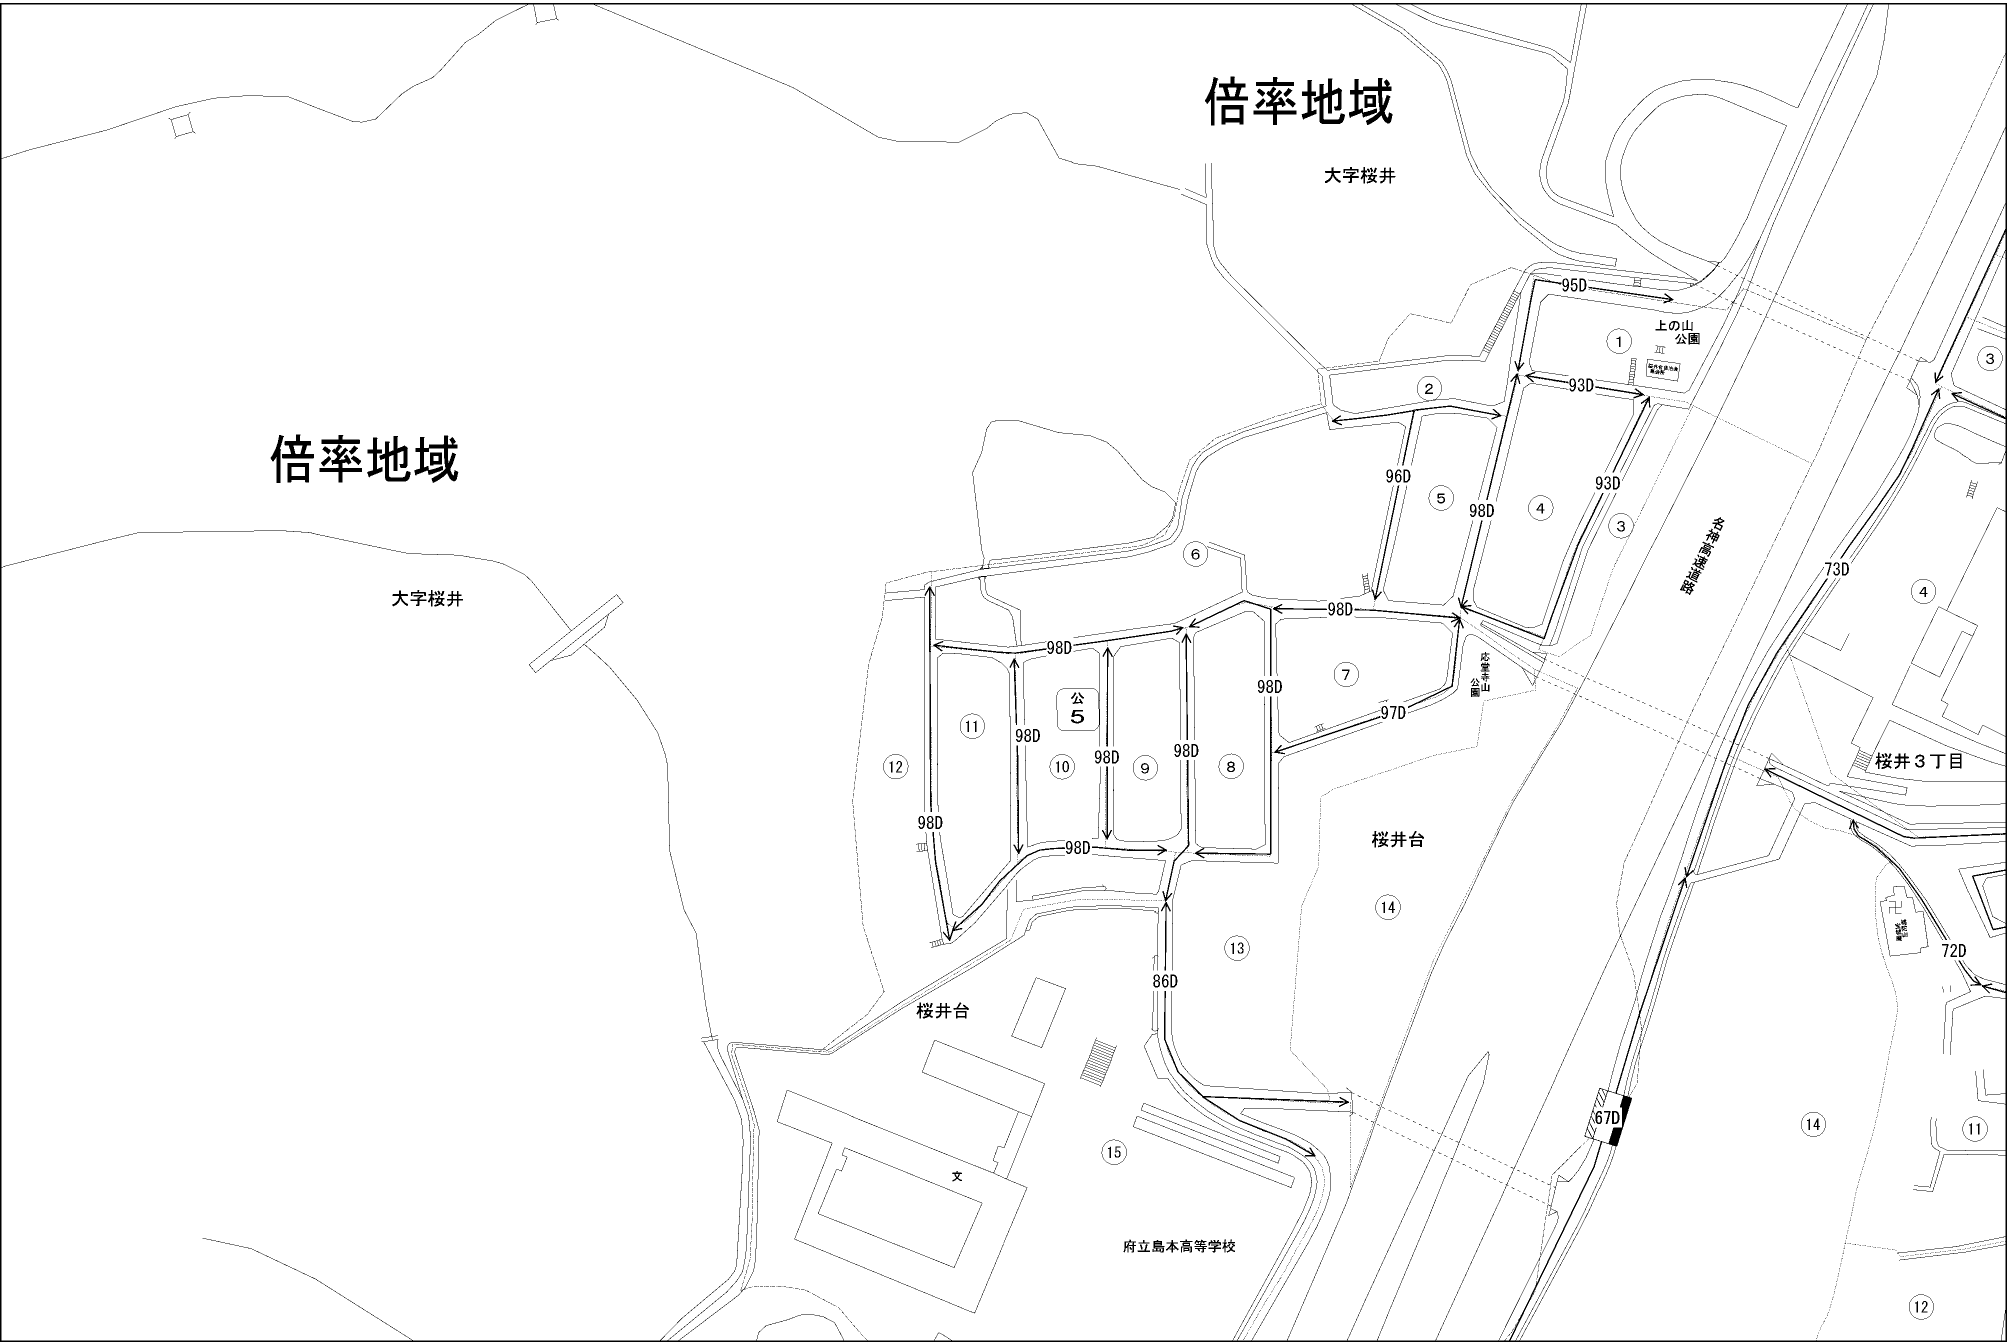 倍率地域
大字桜井
95D
上の山
公園
①
③
②
93D
倍率地域
96D
⑤
98D
④
93D
③
名神高速道路
73D
④
⑥
大字桜井
98D
98D
応堂寺山
公園
⑦
98D
97D
公
5
⑪
98D
98D
98D
⑫
⑩
⑨
⑧
桜井3丁目
98D
98D
桜井台
⑭
⑬
72D
86D
桜井台
67D
⑭
⑪
⑮
文
府立島本高等学校
⑫